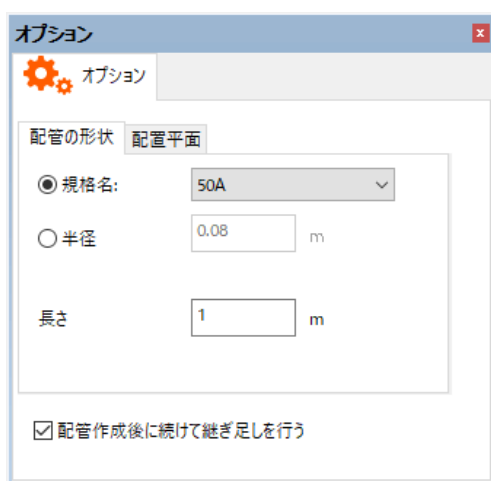 オプション
オプション
配管の形状 配置平面
規格名: 50A
半径 0.08 m
長さ 1 m
配管作成後に続けて継ぎ足しを行う